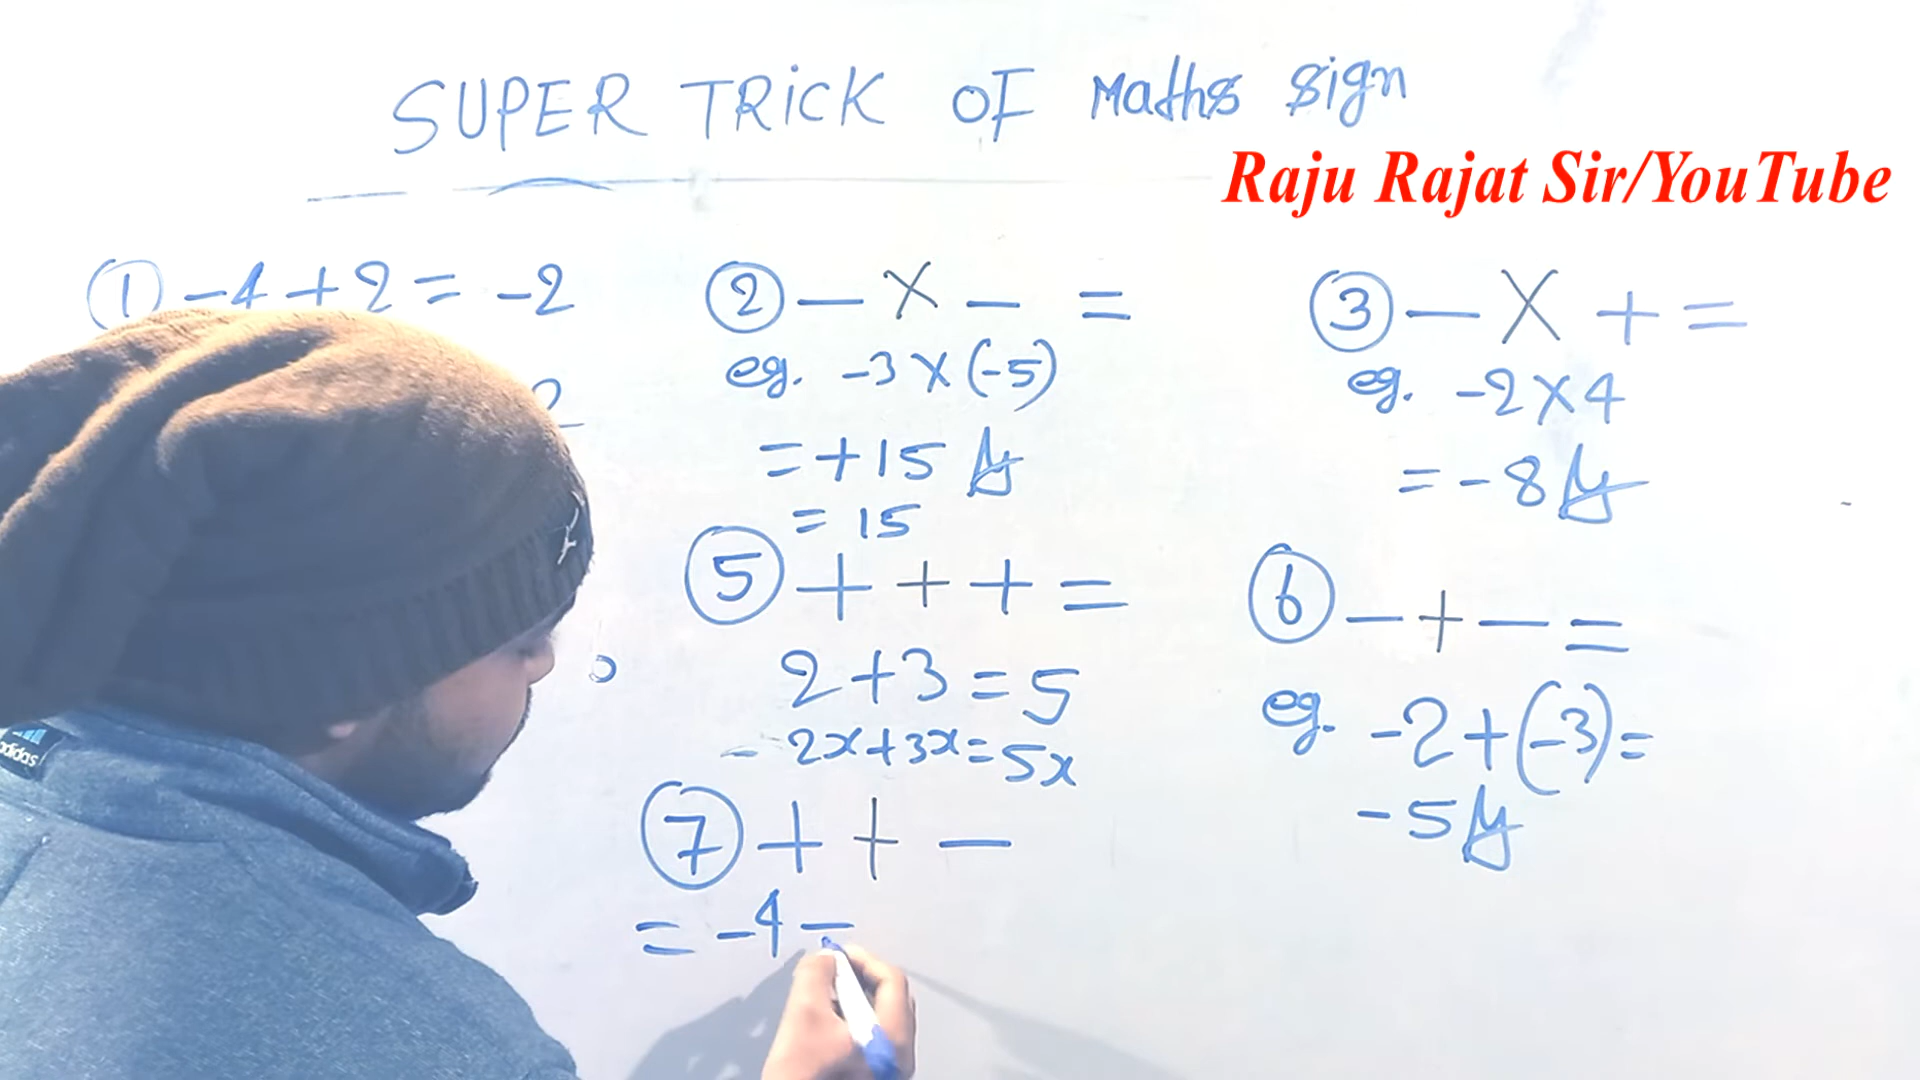 SUPER TRiCK OF Maths sign
Raju Rajat Sir/YouTube
① -4 + 2 = -2
2
② - × - =
eg. -3 × (-5)
= +15
= 15
③ - × + =
eg. -2 × 4
= -8
⑤ + + + =
2 + 3 = 5
- 2x + 3x = 5x
⑥ - + - =
eg. -2 + (-3) =
-5
⑦ + + -
= -4 -
adidas